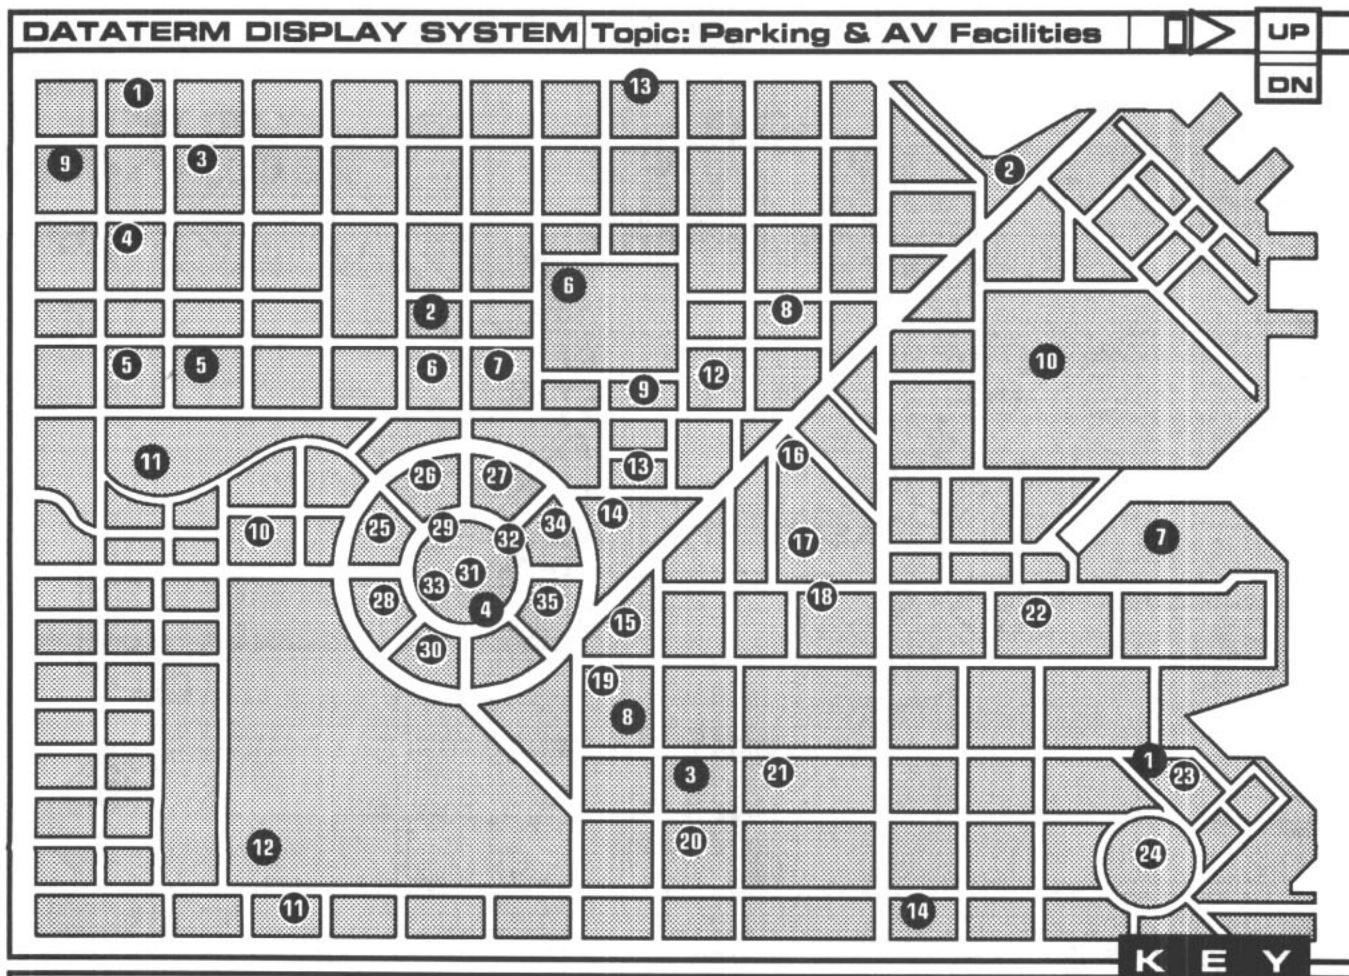 DATATERM DISPLAY SYSTEM Topic: Parking & AV Facilities UP
DN
1 13
9 3 2
4
6
2 8
5 5 6 7 9 12 10
11 26 27 13 16
25 29 32 34 14
10 17 7
31
28 33 4 35 15 18 22
30
19
8
3 21 1 23
12 20 24
11 14
KEY